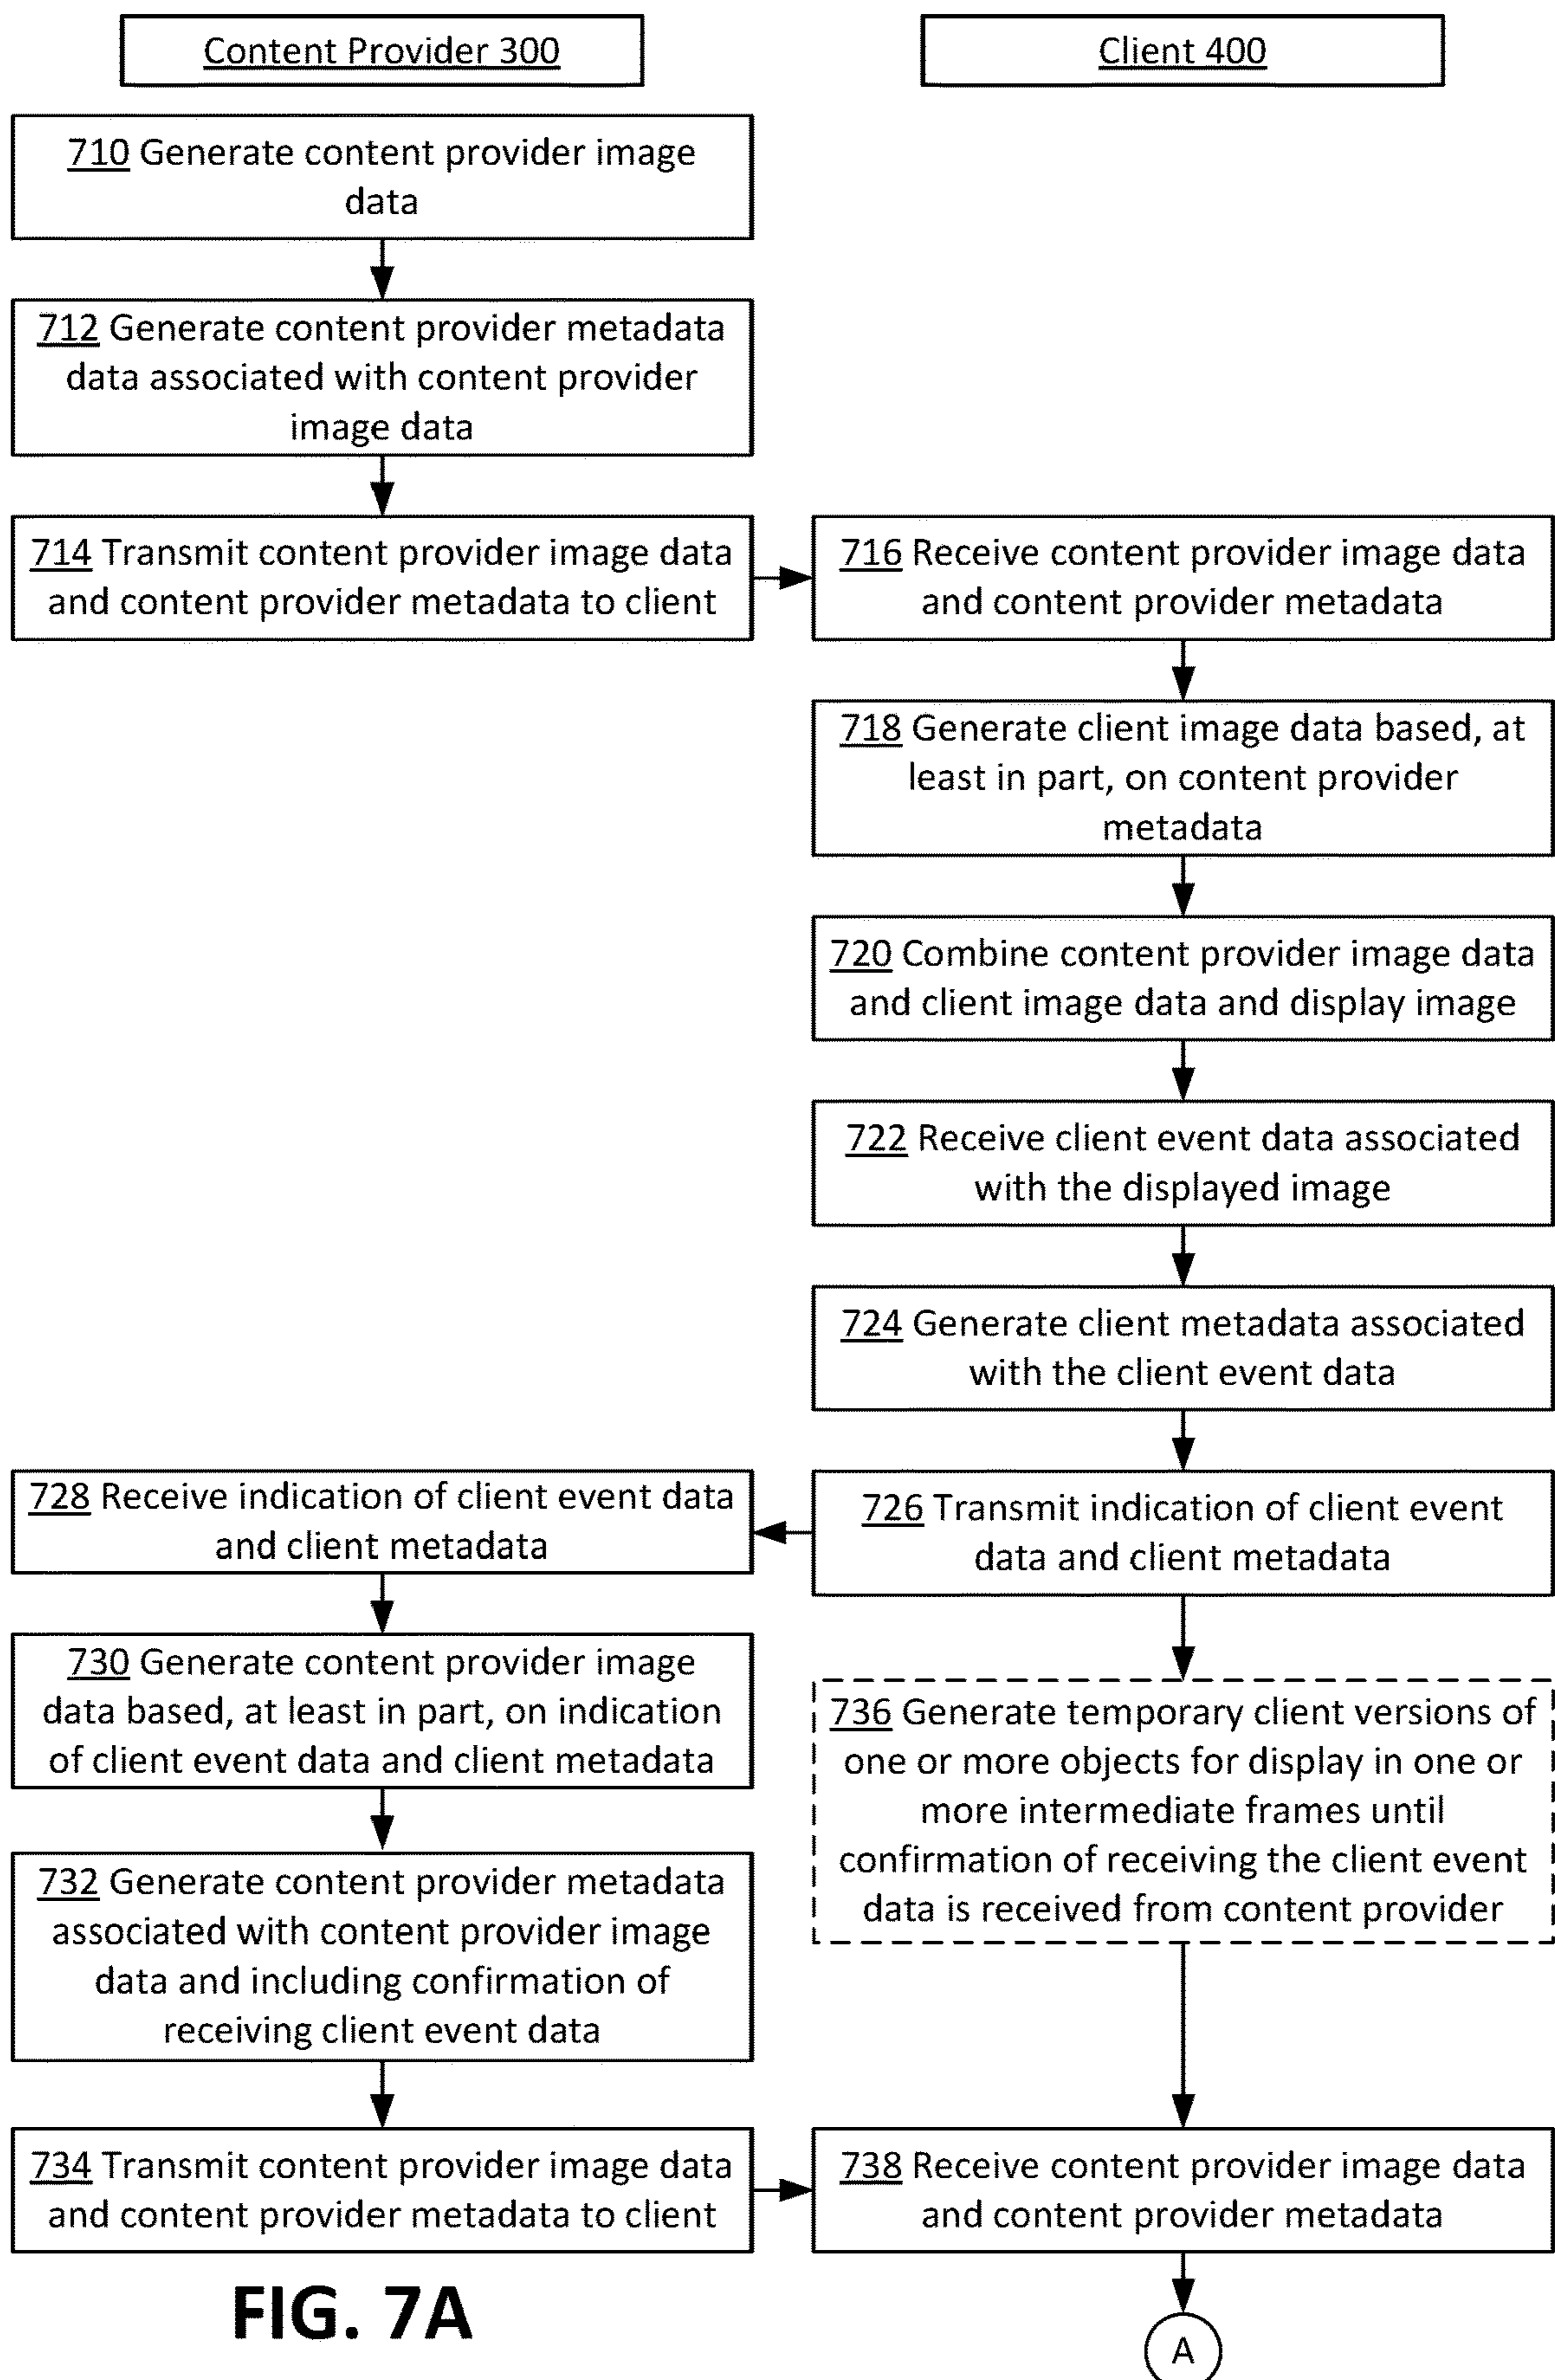 Content Provider 300
Client 400
710 Generate content provider image
data
712 Generate content provider metadata
data associated with content provider
image data
714 Transmit content provider image data
and content provider metadata to client
716 Receive content provider image data
and content provider metadata
718 Generate client image data based, at
least in part, on content provider
metadata
720 Combine content provider image data
and client image data and display image
722 Receive client event data associated
with the displayed image
724 Generate client metadata associated
with the client event data
726 Transmit indication of client event
data and client metadata
728 Receive indication of client event data
and client metadata
730 Generate content provider image
data based, at least in part, on indication
of client event data and client metadata
732 Generate content provider metadata
associated with content provider image
data and including confirmation of
receiving client event data
734 Transmit content provider image data
and content provider metadata to client
736 Generate temporary client versions of
one or more objects for display in one or
more intermediate frames until
confirmation of receiving the client event
data is received from content provider
738 Receive content provider image data
and content provider metadata
A
FIG. 7A